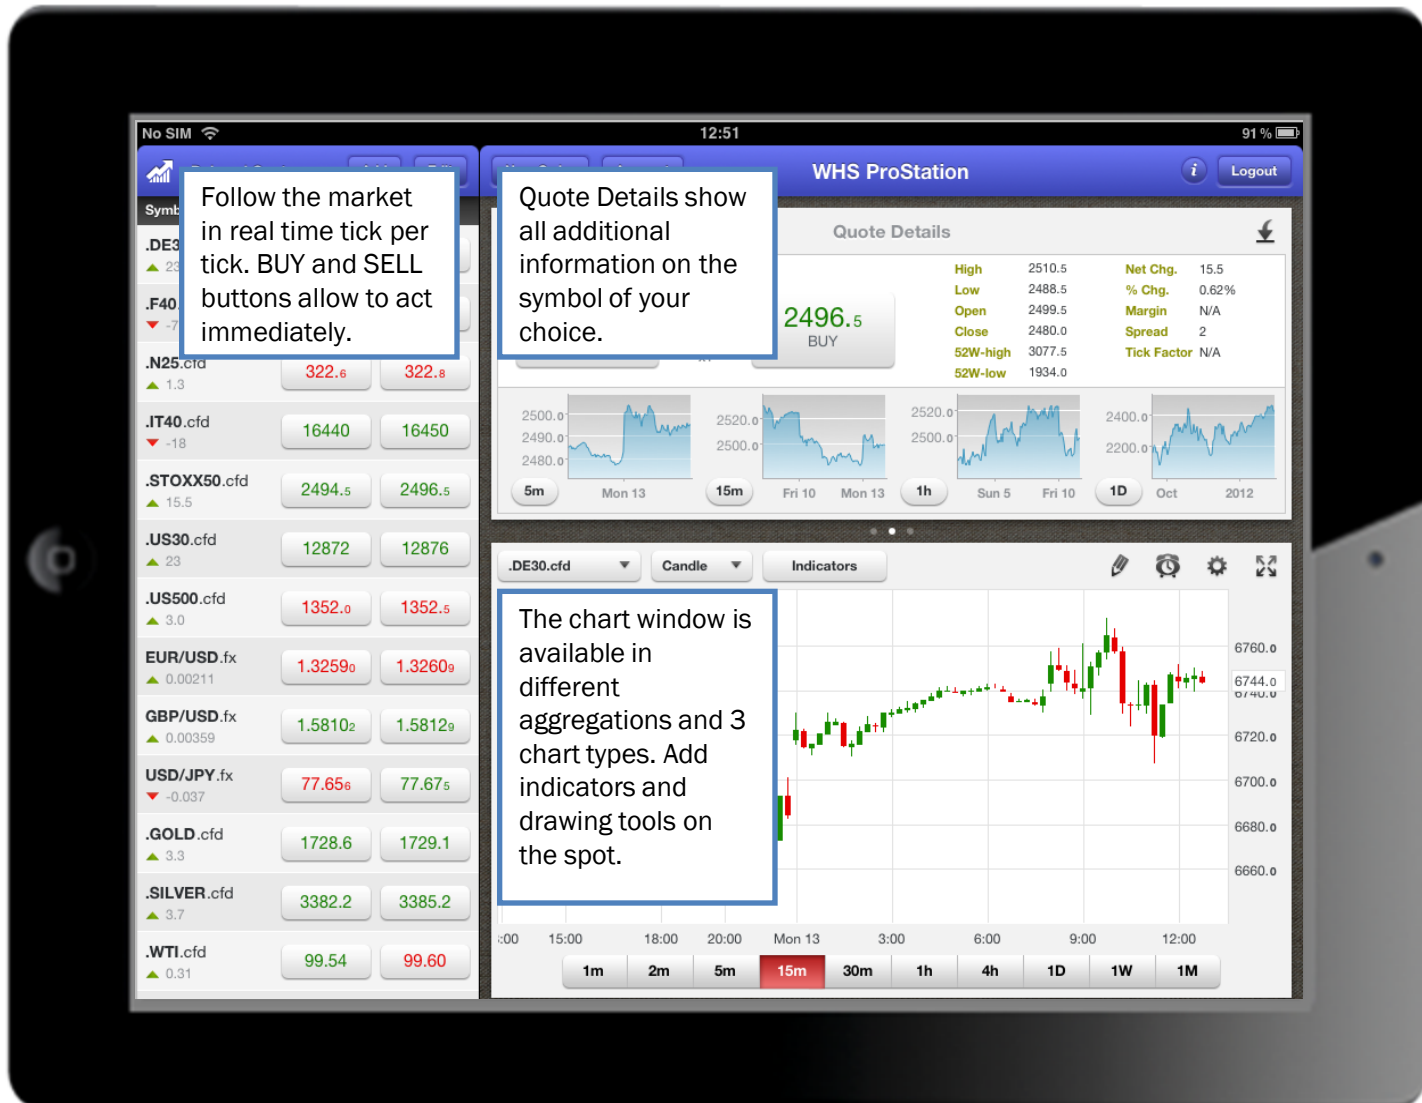 No SIM 12:51 91 %
WHS ProStation
Logout
Follow the market
in real time tick per
tick. BUY and SELL
buttons allow to act
immediately.
Quote Details show
all additional
information on the
symbol of your
choice.
.DE3
.F40
.N25.cfd 322.6 322.8
1.3
.IT40.cfd 16440 16450
-18
.STOXX50.cfd 2494.5 2496.5
15.5
.US30.cfd 12872 12876
23
.US500.cfd 1352.0 1352.5
3.0
EUR/USD.fx 1.32590 1.32609
0.00211
GBP/USD.fx 1.58102 1.58129
0.00359
USD/JPY.fx 77.656 77.675
-0.037
.GOLD.cfd 1728.6 1729.1
3.3
.SILVER.cfd 3382.2 3385.2
3.7
.WTI.cfd 99.54 99.60
0.31
Quote Details
2496.5
BUY
High 2510.5 Net Chg. 15.5
Low 2488.5 % Chg. 0.62%
Open 2499.5 Margin N/A
Close 2480.0 Spread 2
52W-high 3077.5 Tick Factor N/A
52W-low 1934.0
2500.0
2490.0
2480.0
5m Mon 13
2520.0
2500.0
15m Fri 10 Mon 13
2520.0
2500.0
1h Sun 5 Fri 10
2400.0
2200.0
1D Oct 2012
.DE30.cfd Candle Indicators
The chart window is
available in
different
aggregations and 3
chart types. Add
indicators and
drawing tools on
the spot.
6760.0
6744.0
6740.0
6720.0
6700.0
6680.0
6660.0
:00 15:00 18:00 20:00 Mon 13 3:00 6:00 9:00 12:00
1m 2m 5m 15m 30m 1h 4h 1D 1W 1M